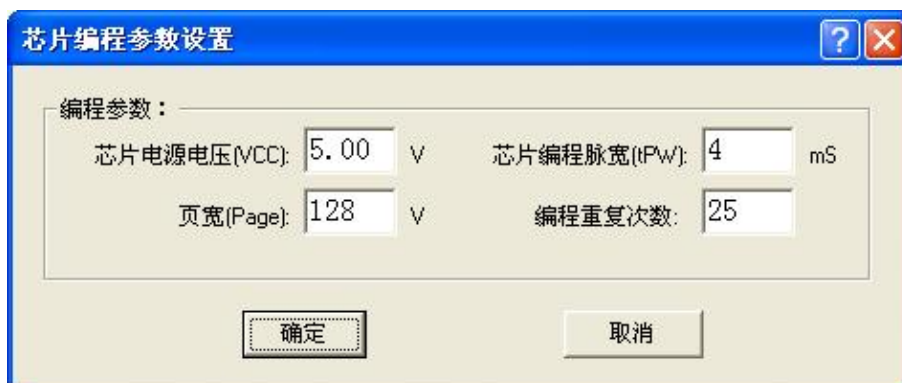 芯片编程参数设置
编程参数：
芯片电源电压(VCC): 5.00 V 芯片编程脉宽(tPW): 4 mS
页宽(Page): 128 V 编程重复次数: 25
确定 取消